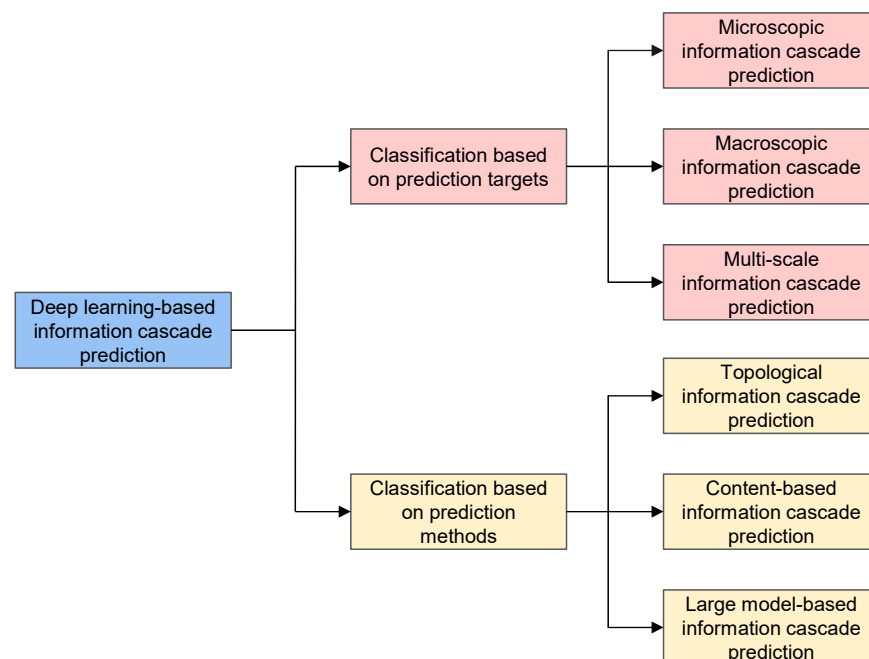 Microscopic
information cascade
prediction
Classification based
on prediction targets
Macroscopic
information cascade
prediction
Multi-scale
information cascade
prediction
Deep learning-based
information cascade
prediction
Topological
information cascade
prediction
Classification based
on prediction
methods
Content-based
information cascade
prediction
Large model-based
information cascade
prediction